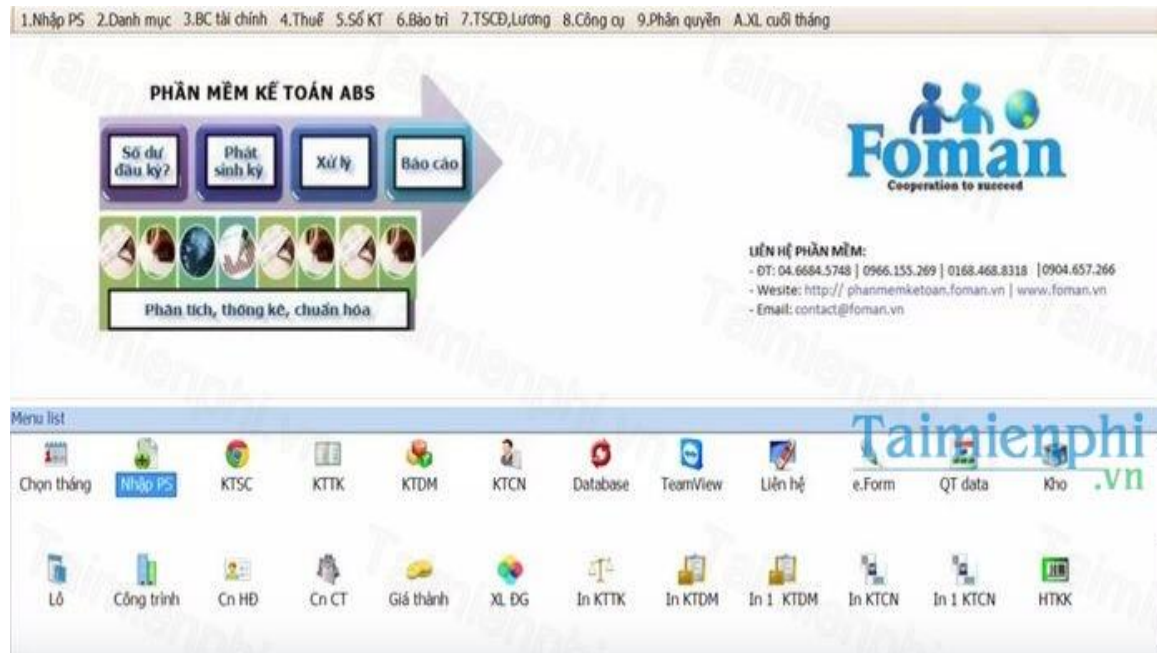 1.Nhập PS 2.Danh mục 3.BC tài chính 4.Thuế 5.Sổ KT 6.Bảo trì 7.TSCĐ,Lương 8.Công cụ 9.Phân quyền A.XL cuối tháng
PHẦN MỀM KẾ TOÁN ABS
Số dư đầu kỳ?
Phát sinh kỳ
Xử lý
Báo cáo
Phân tích, thống kê, chuẩn hóa
Foman
Cooperation to succeed
LIÊN HỆ PHẦN MỀM:
- ĐT: 04.6684.5748 | 0966.155.269 | 0168.468.8318 |0904.657.266
- Wesite: http:// phanmemketoan.foman.vn | www.foman.vn
- Email: contact@foman.vn
Menu list
Taimienphi
.vn
Chọn tháng Nhập PS KTSC KTTK KTDM KTCN Database TeamView Liên hệ e.Form QT data Kho
Lô Công trình Cn HĐ Cn CT Giá thành XL ĐG In KTTK In KTDM In 1 KTDM In KTCN In 1 KTCN HTKK